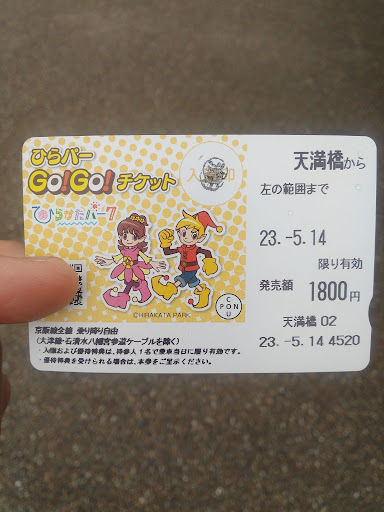 ひらパー
GO!GO!チケット
ひらかたパーク
入 印
©HIRAKATA PARK
COUPON
京阪線全線 乗り降り自由
(大津線・石清水八幡宮参道ケーブルを除く)
・入園および優待特典は、持参人1名で乗車当日に限り有効です。
・優待特典を受けられる場合は、本券をご呈示ください。
天満橋から
左の範囲まで
23.-5.14
限り有効
発売額 1800円
天満橋 02
23.-5.14 4520